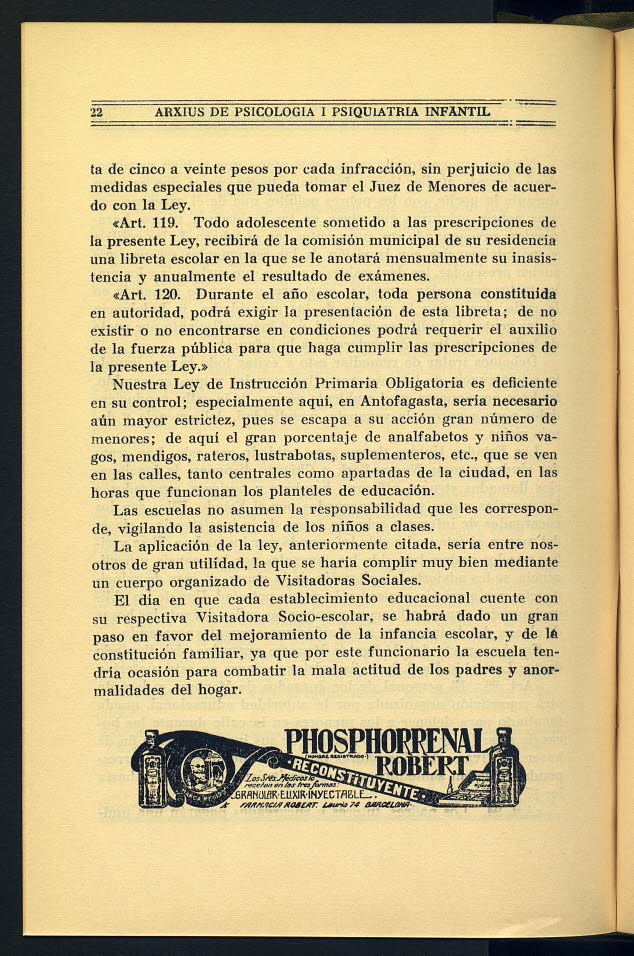 22 ARXIUS DE PSICOLOGIA I PSIQUIATRIA INFANTIL
ta de cinco a veinte pesos por cada infracción, sin perjuicio de las
medidas especiales que pueda tomar el Juez de Menores de acuer-
do con la Ley.
«Art. 119. Todo adolescente sometido a las prescripciones de
la presente Ley, recibirá de la comisión municipal de su residencia
una libreta escolar en la que se le anotará mensualmente su inasis-
tencia y anualmente el resultado de exámenes.
«Art. 120. Durante el año escolar, toda persona constituída
en autoridad, podrá exigir la presentación de esta libreta; de no
existir o no encontrarse en condiciones podrá requerir el auxilio
de la fuerza pública para que haga cumplir las prescripciones de
la presente Ley.»
Nuestra Ley de Instrucción Primaria Obligatoria es deficiente
en su control; especialmente aquí, en Antofagasta, sería necesario
aún mayor estrictez, pues se escapa a su acción gran número de
menores; de aquí el gran porcentaje de analfabetos y niños va-
gos, mendigos, rateros, lustrabotas, suplementeros, etc., que se ven
en las calles, tanto centrales como apartadas de la ciudad, en las
horas que funcionan los planteles de educación.
Las escuelas no asumen la responsabilidad que les correspon-
de, vigilando la asistencia de los niños a clases.
La aplicación de la ley, anteriormente citada, sería entre nos-
otros de gran utilidad, la que se haría cumplir muy bien mediante
un cuerpo organizado de Visitadoras Sociales.
El día en que cada establecimiento educacional cuente con
su respectiva Visitadora Socio-escolar, se habrá dado un gran
paso en favor del mejoramiento de la infancia escolar, y de la
constitución familiar, ya que por este funcionario la escuela ten-
dría ocasión para combatir la mala actitud de los padres y anor-
malidades del hogar.
PHOSPHORRENAL
(NOMBRE REGISTRADO)
ROBERT
·RECONSTITUYENTE·
Los Sres. Médicos lo
recetan en las tres formas:
GRANULAR·ELIXIR·INYECTABLE
FARMACIA ROBERT. Lauria 74 BARCELONA·